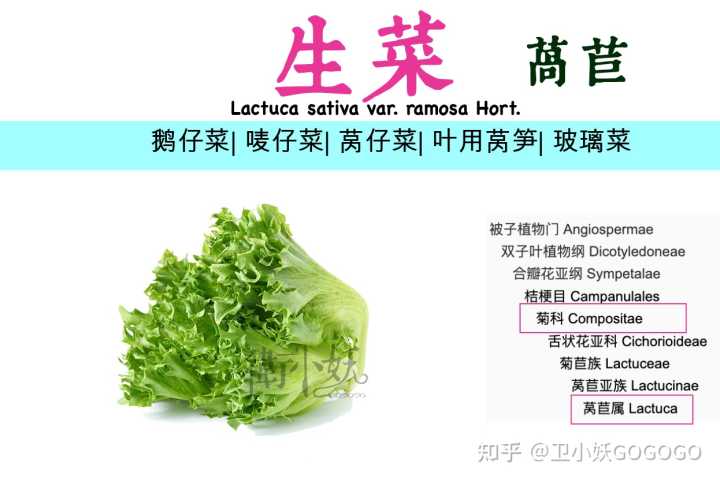 生菜 萵苣
Lactuca sativa var. ramosa Hort.
鹅仔菜| 唛仔菜| 莴仔菜| 叶用莴笋| 玻璃菜
被子植物门 Angiospermae
双子叶植物纲 Dicotyledoneae
合瓣花亚纲 Sympetalae
桔梗目 Campanulales
菊科 Compositae
舌状花亚科 Cichorioideae
菊苣族 Lactuceae
莴苣亚族 Lactucinae
莴苣属 Lactuca
衛小妖
知乎 @卫小妖GOGOGO